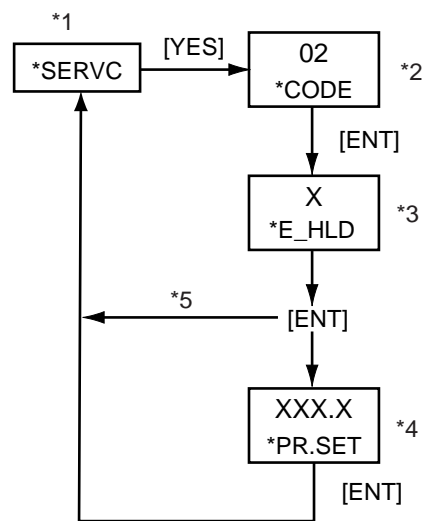 *1
*SERVC
[YES]
02
*CODE
*2
[ENT]
X
*E_HLD
*3
*5
[ENT]
XXX.X
*PR.SET
*4
[ENT]